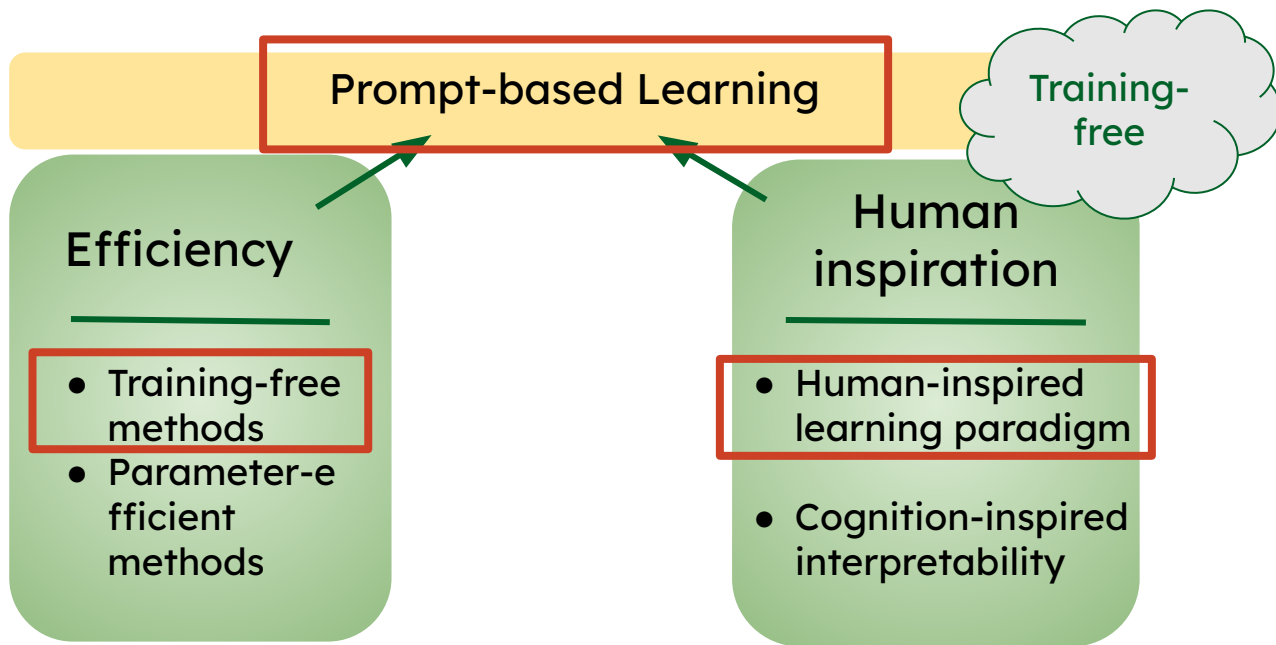 Prompt-based Learning
Training-
free
Efficiency
● Training-free
methods
● Parameter-e
fficient
methods
Human
inspiration
● Human-inspired
learning paradigm
● Cognition-inspired
interpretability